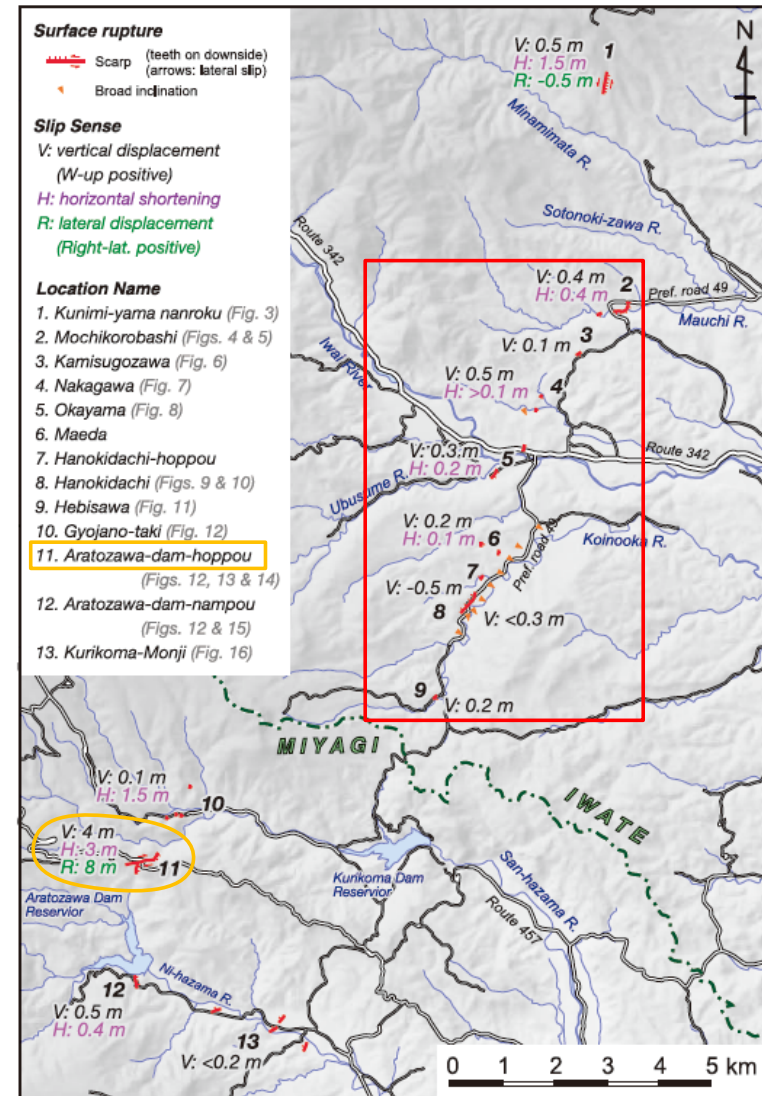 Surface rupture
Scarp (teeth on downside)
(arrows: lateral slip)
Broad inclination
Slip Sense
V: vertical displacement
(W-up positive)
H: horizontal shortening
R: lateral displacement
(Right-lat. positive)
Location Name
1. Kunimi-yama nanroku (Fig. 3)
2. Mochikorobashi (Figs. 4 & 5)
3. Kamisugozawa (Fig. 6)
4. Nakagawa (Fig. 7)
5. Okayama (Fig. 8)
6. Maeda
7. Hanokidachi-hoppou
8. Hanokidachi (Figs. 9 & 10)
9. Hebisawa (Fig. 11)
10. Gyojano-taki (Fig. 12)
11. Aratozawa-dam-hoppou
(Figs. 12, 13 & 14)
12. Aratozawa-dam-nampou
(Figs. 12 & 15)
13. Kurikoma-Monji (Fig. 16)
N
V: 0.5 m
H: 1.5 m
R: -0.5 m
1
Minamimata R.
Sotonoki-zawa R.
Route 342
V: 0.4 m
H: 0.4 m
2
Pref. road 49
Mauchi R.
3
V: 0.1 m
Iwai River
V: 0.5 m
H: >0.1 m
4
Route 342
V: 0.3 m
H: 0.2 m
5
Ubusume R.
V: 0.2 m
H: 0.1 m
6
Pref. road 49
Koinooka R.
7
V: -0.5 m
8
V: <0.3 m
9
V: 0.2 m
MIYAGI
IWATE
V: 0.1 m
H: 1.5 m
10
V: 4 m
H: -3 m
R: 8 m
11
Kurikoma Dam
Reservoir
San-hazama R.
Route 457
Aratozawa Dam
Reservior
Ni-hazama R.
12
V: 0.5 m
H: 0.4 m
13
V: <0.2 m
0 1 2 3 4 5 km